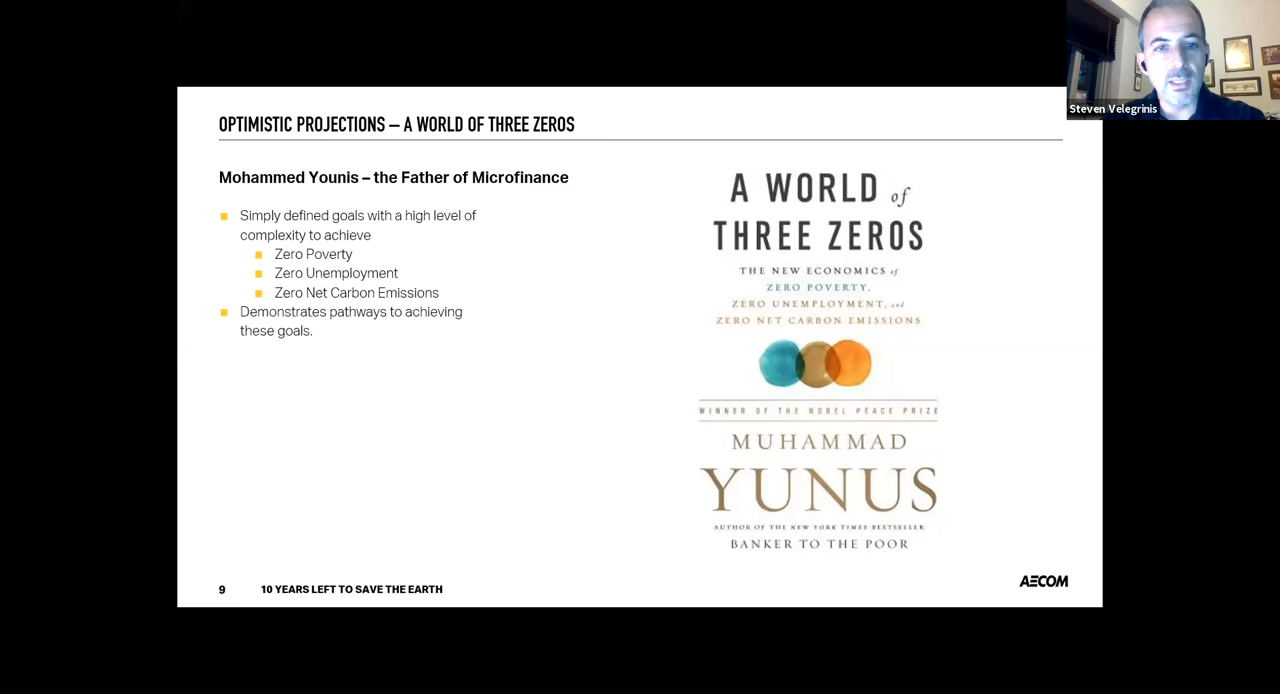 Steven Velegrinis
OPTIMISTIC PROJECTIONS – A WORLD OF THREE ZEROS
Mohammed Younis – the Father of Microfinance
Simply defined goals with a high level of
complexity to achieve
Zero Poverty
Zero Unemployment
Zero Net Carbon Emissions
Demonstrates pathways to achieving
these goals.
A WORLD of
THREE ZEROS
THE NEW ECONOMICS of
ZERO POVERTY,
ZERO UNEMPLOYMENT, and
ZERO NET CARBON EMISSIONS
WINNER OF THE NOBEL PEACE PRIZE
MUHAMMAD
YUNUS
AUTHOR OF THE NEW YORK TIMES BESTSELLER
BANKER TO THE POOR
9 10 YEARS LEFT TO SAVE THE EARTH
AECOM